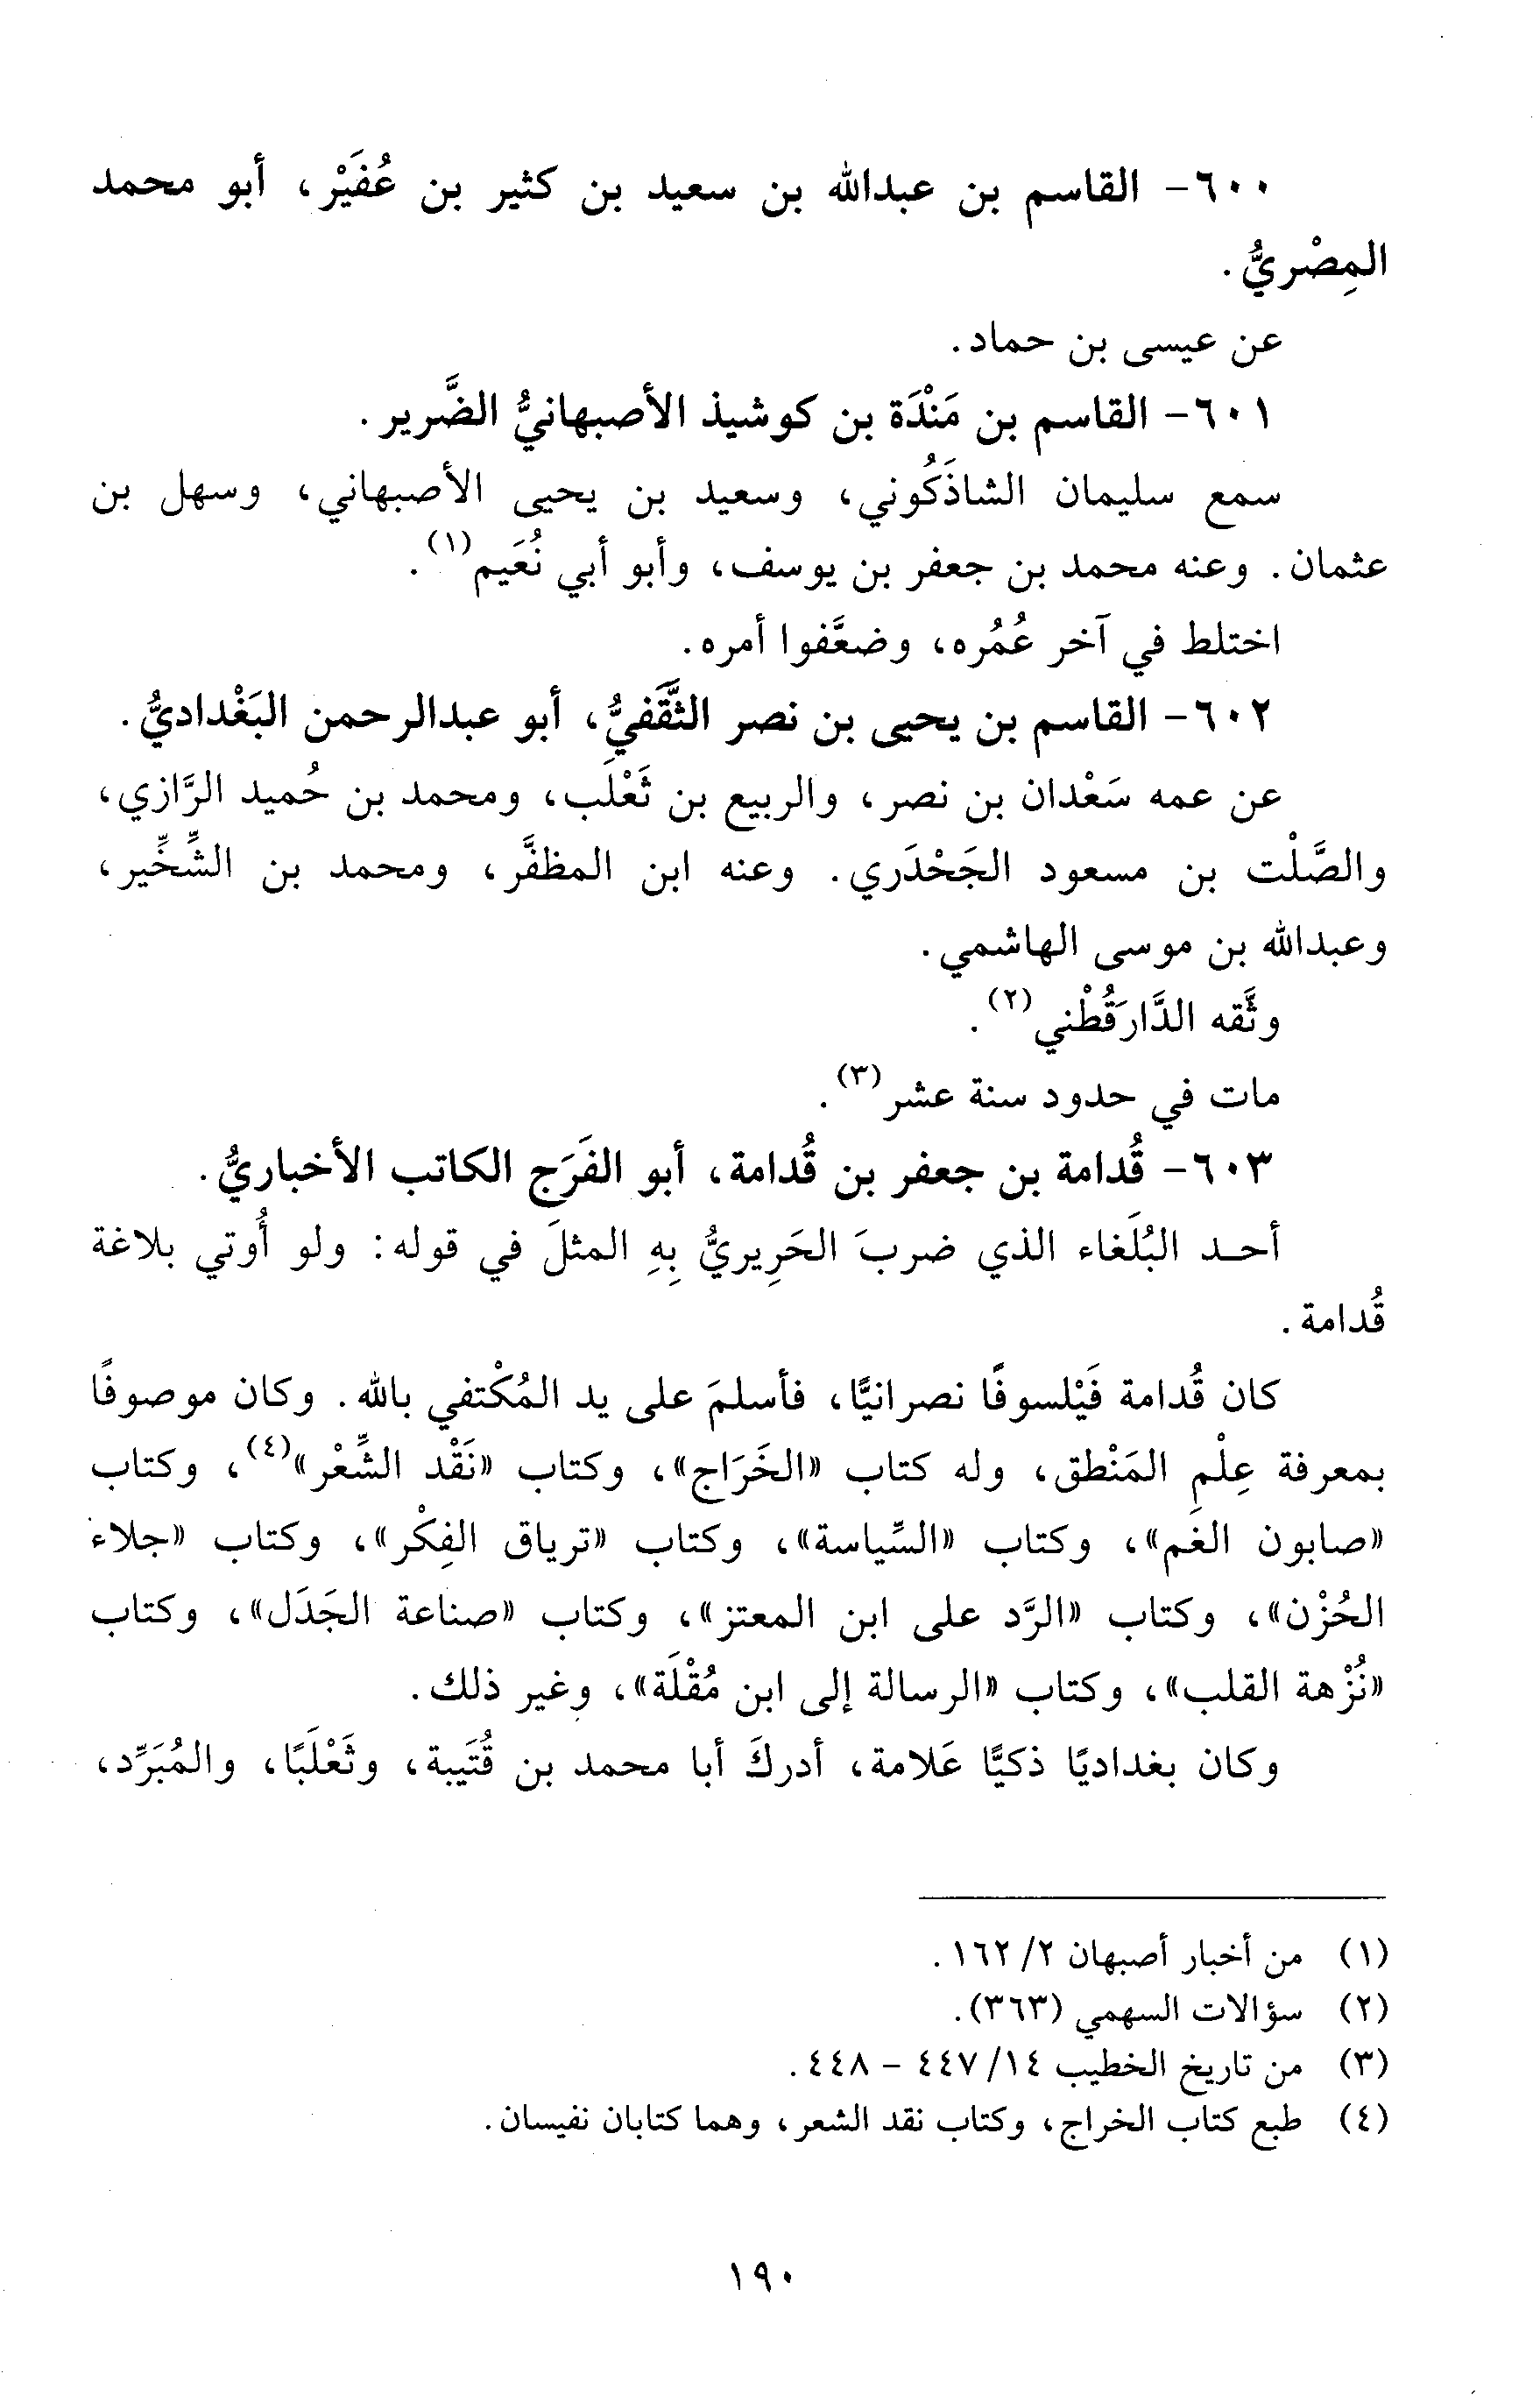 ٦٠٠- القاسم بن عبدالله بن سعيد بن كثير بن عُفَيْر، أبو محمد
المِصْريُّ.
عن عيسى بن حماد.
٦٠١- القاسم بن مَنْدَة بن كوشيذ الأصبهانيُّ الضَّرير.
سمع سليمان الشاذَكُوني، وسعيد بن يحيى الأصبهاني، وسهل بن
عثمان. وعنه محمد بن جعفر بن يوسف، وأبو أبي نُعَيم(١).
اختلط في آخر عُمُره، وضعَّفوا أمره.
٦٠٢- القاسم بن يحيى بن نصر الثَّقَفيُّ، أبو عبدالرحمن البَغْداديُّ.
عن عمه سَعْدان بن نصر، والربيع بن ثَعْلَب، ومحمد بن حُميد الرَّازي،
والصَّلْت بن مسعود الجَحْدَري. وعنه ابن المظفَّر، ومحمد بن الشِّخِّير،
وعبدالله بن موسى الهاشمي.
وثَّقه الدَّارَقُطْني(٢).
مات في حدود سنة عشر(٣).
٦٠٣- قُدامة بن جعفر بن قُدامة، أبو الفَرَج الكاتب الأخباريُّ.
أحد البُلَغاء الذي ضربَ الحَرِيريُّ بِهِ المثلَ في قوله: ولو أُوتي بلاغة
قُدامة.
كان قُدامة فَيْلسوفًا نصرانيًّا، فأسلمَ على يد المُكْتفي بالله. وكان موصوفًا
بمعرفة عِلْمِ المَنْطق، وله كتاب «الخَرَاج»، وكتاب «نَقْد الشِّعْر»(٤)، وكتاب
«صابون الغَم»، وكتاب «السِّياسة»، وكتاب «ترياق الفِكْر»، وكتاب «جلاء
الحُزْن»، وكتاب «الرَّد على ابن المعتز»، وكتاب «صناعة الجَدَل»، وكتاب
«نُزْهة القلب»، وكتاب «الرسالة إلى ابن مُقْلَة»، وغير ذلك.
وكان بغداديًا ذكيًّا عَلامة، أدركَ أبا محمد بن قُتَيبة، وثَعْلَبًا، والمُبَرِّد،
(١) من أخبار أصبهان ٢/ ١٦٢.
(٢) سؤالات السهمي (٣٦٣).
(٣) من تاريخ الخطيب ١٤/ ٤٤٧ - ٤٤٨.
(٤) طبع كتاب الخراج، وكتاب نقد الشعر، وهما كتابان نفيسان.
١٩٠